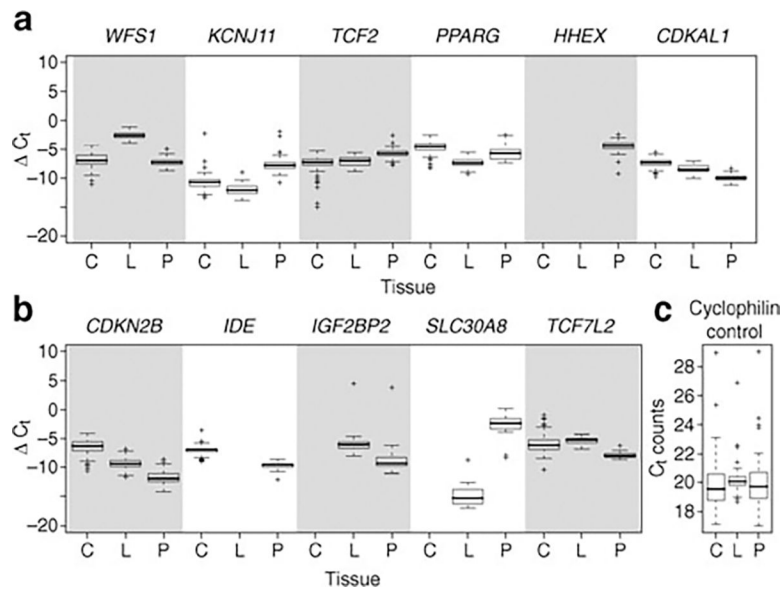 a
WFS1 KCNJ11 TCF2 PPARG HHEX CDKAL1
10
5
0
−5
−10
−20
Δ Ct
C L P C L P C L P C L P C L P C L P
Tissue
b
CDKN2B IDE IGF2BP2 SLC30A8 TCF7L2
10
5
0
−5
−10
−20
Δ Ct
C L P C L P C L P C L P C L P
Tissue
c
Cyclophilin
control
28
26
24
22
20
18
Ct counts
C L P